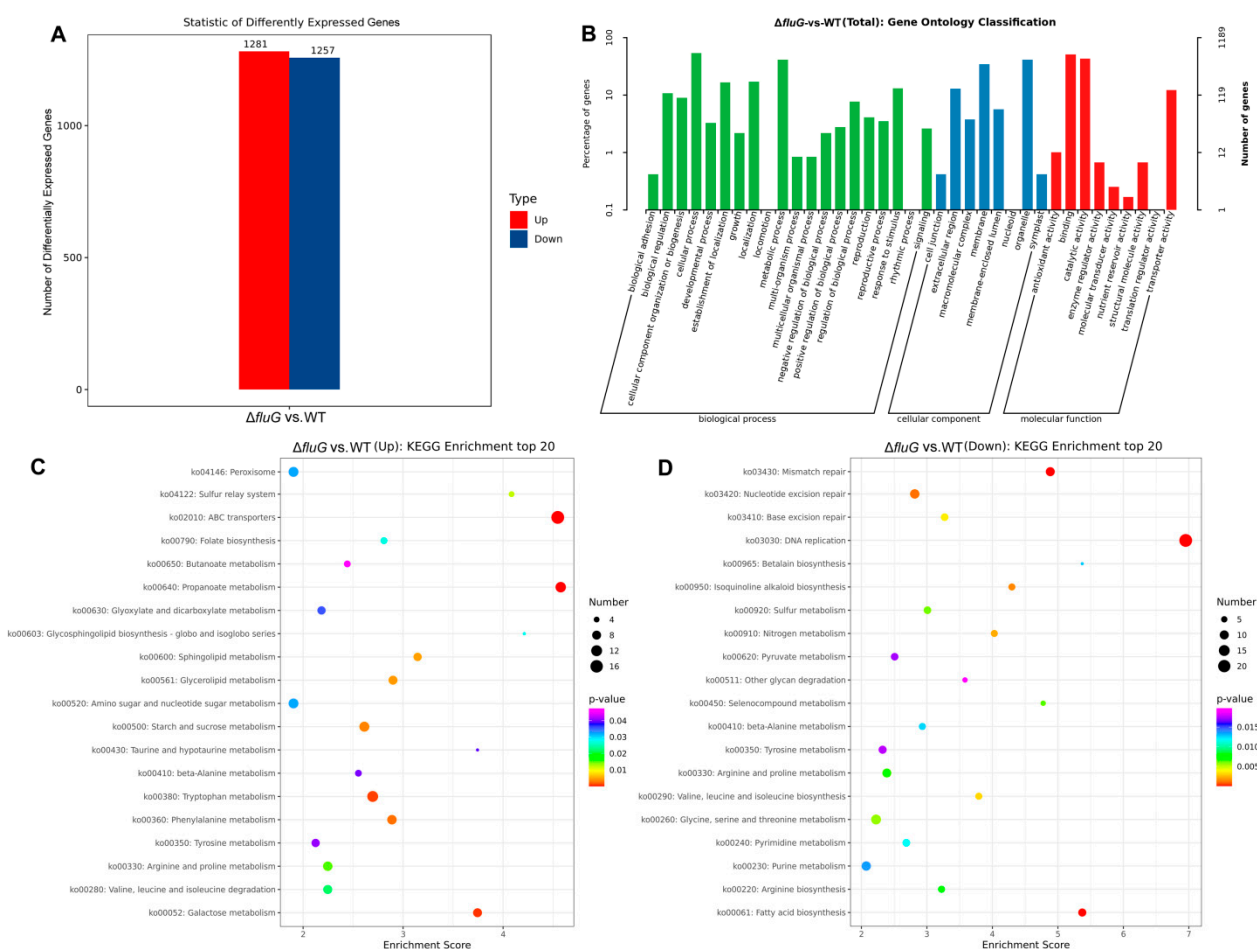 A
Statistic of Differently Expressed Genes
1281
1257
Number of Differentially Expressed Genes
1000
500
0
ΔfluG vs.WT
Type
Up
Down
B
ΔfluG-vs-WT(Total): Gene Ontology Classification
Percentage of genes
100
10
1
0.1
1189
119
12
1
Number of genes
biological adhesion
biological regulation
cellular component organization or biogenesis
cellular process
developmental process
establishment of localization
growth
localization
locomotion
metabolic process
multi-organism process
multicellular organismal process
negative regulation of biological process
positive regulation of biological process
regulation of biological process
reproduction
reproductive process
response to stimulus
rhythmic process
signaling
cell junction
extracellular region
macromolecular complex
membrane
membrane-enclosed lumen
nucleoid
organelle
symplast
antioxidant activity
binding
catalytic activity
enzyme regulator activity
molecular transducer activity
nutrient reservoir activity
structural molecule activity
translation regulator activity
transporter activity
biological process
cellular component
molecular function
C
ΔfluG vs.WT(Up): KEGG Enrichment top 20
ko04146: Peroxisome
ko04122: Sulfur relay system
ko02010: ABC transporters
ko00790: Folate biosynthesis
ko00650: Butanoate metabolism
ko00640: Propanoate metabolism
ko00630: Glyoxylate and dicarboxylate metabolism
ko00603: Glycosphingolipid biosynthesis - globo and isoglobo series
ko00600: Sphingolipid metabolism
ko00561: Glycerolipid metabolism
ko00520: Amino sugar and nucleotide sugar metabolism
ko00500: Starch and sucrose metabolism
ko00430: Taurine and hypotaurine metabolism
ko00410: beta-Alanine metabolism
ko00380: Tryptophan metabolism
ko00360: Phenylalanine metabolism
ko00350: Tyrosine metabolism
ko00330: Arginine and proline metabolism
ko00280: Valine, leucine and isoleucine degradation
ko00052: Galactose metabolism
2
3
4
Enrichment Score
Number
4
8
12
16
p-value
0.04
0.03
0.02
0.01
D
ΔfluG vs.WT(Down): KEGG Enrichment top 20
ko03430: Mismatch repair
ko03420: Nucleotide excision repair
ko03410: Base excision repair
ko03030: DNA replication
ko00965: Betalain biosynthesis
ko00950: Isoquinoline alkaloid biosynthesis
ko00920: Sulfur metabolism
ko00910: Nitrogen metabolism
ko00620: Pyruvate metabolism
ko00511: Other glycan degradation
ko00450: Selenocompound metabolism
ko00410: beta-Alanine metabolism
ko00350: Tyrosine metabolism
ko00330: Arginine and proline metabolism
ko00290: Valine, leucine and isoleucine biosynthesis
ko00260: Glycine, serine and threonine metabolism
ko00240: Pyrimidine metabolism
ko00230: Purine metabolism
ko00220: Arginine biosynthesis
ko00061: Fatty acid biosynthesis
2
3
4
5
6
7
Enrichment Score
Number
5
10
15
20
p-value
0.015
0.010
0.005